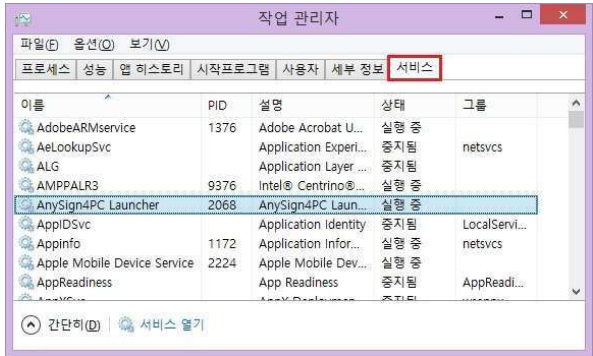 작업 관리자
파일(F) 옵션(O) 보기(V)
프로세스 성능 앱 히스토리 시작프로그램 사용자 세부 정보 서비스
이름 PID 설명 상태 그룹
AdobeARMservice 1376 Adobe Acrobat U... 실행 중
AeLookupSvc Application Experi... 중지됨 netsvcs
ALG Application Layer ... 중지됨
AMPPALR3 9376 Intel® Centrino®... 실행 중
AnySign4PC Launcher 2068 AnySign4PC Laun... 실행 중
AppIDSvc Application Identity 중지됨 LocalServi...
Appinfo 1172 Application Infor... 실행 중 netsvcs
Apple Mobile Device Service 2224 Apple Mobile Dev... 실행 중
AppReadiness App Readiness 중지됨 AppReadi...
간단히(D) 서비스 열기